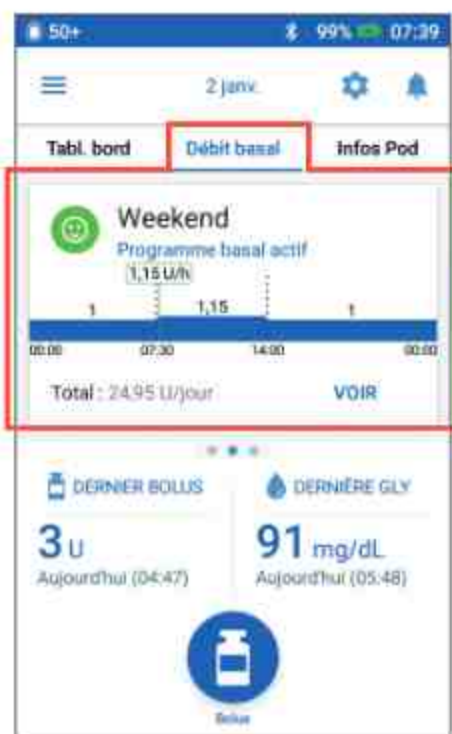 50+ 99% 07:39
2 janv.
Tabl. bord Débit basal Infos Pod
Weekend
Programme basal actif
1,15 U/h
1 1,15 1
00:00 07:30 14:00 00:00
Total : 24,95 U/jour VOIR
DERNIER BOLUS DERNIÈRE GLY
3 U 91 mg/dL
Aujourd'hui (04:47) Aujourd'hui (05:48)
Bolus